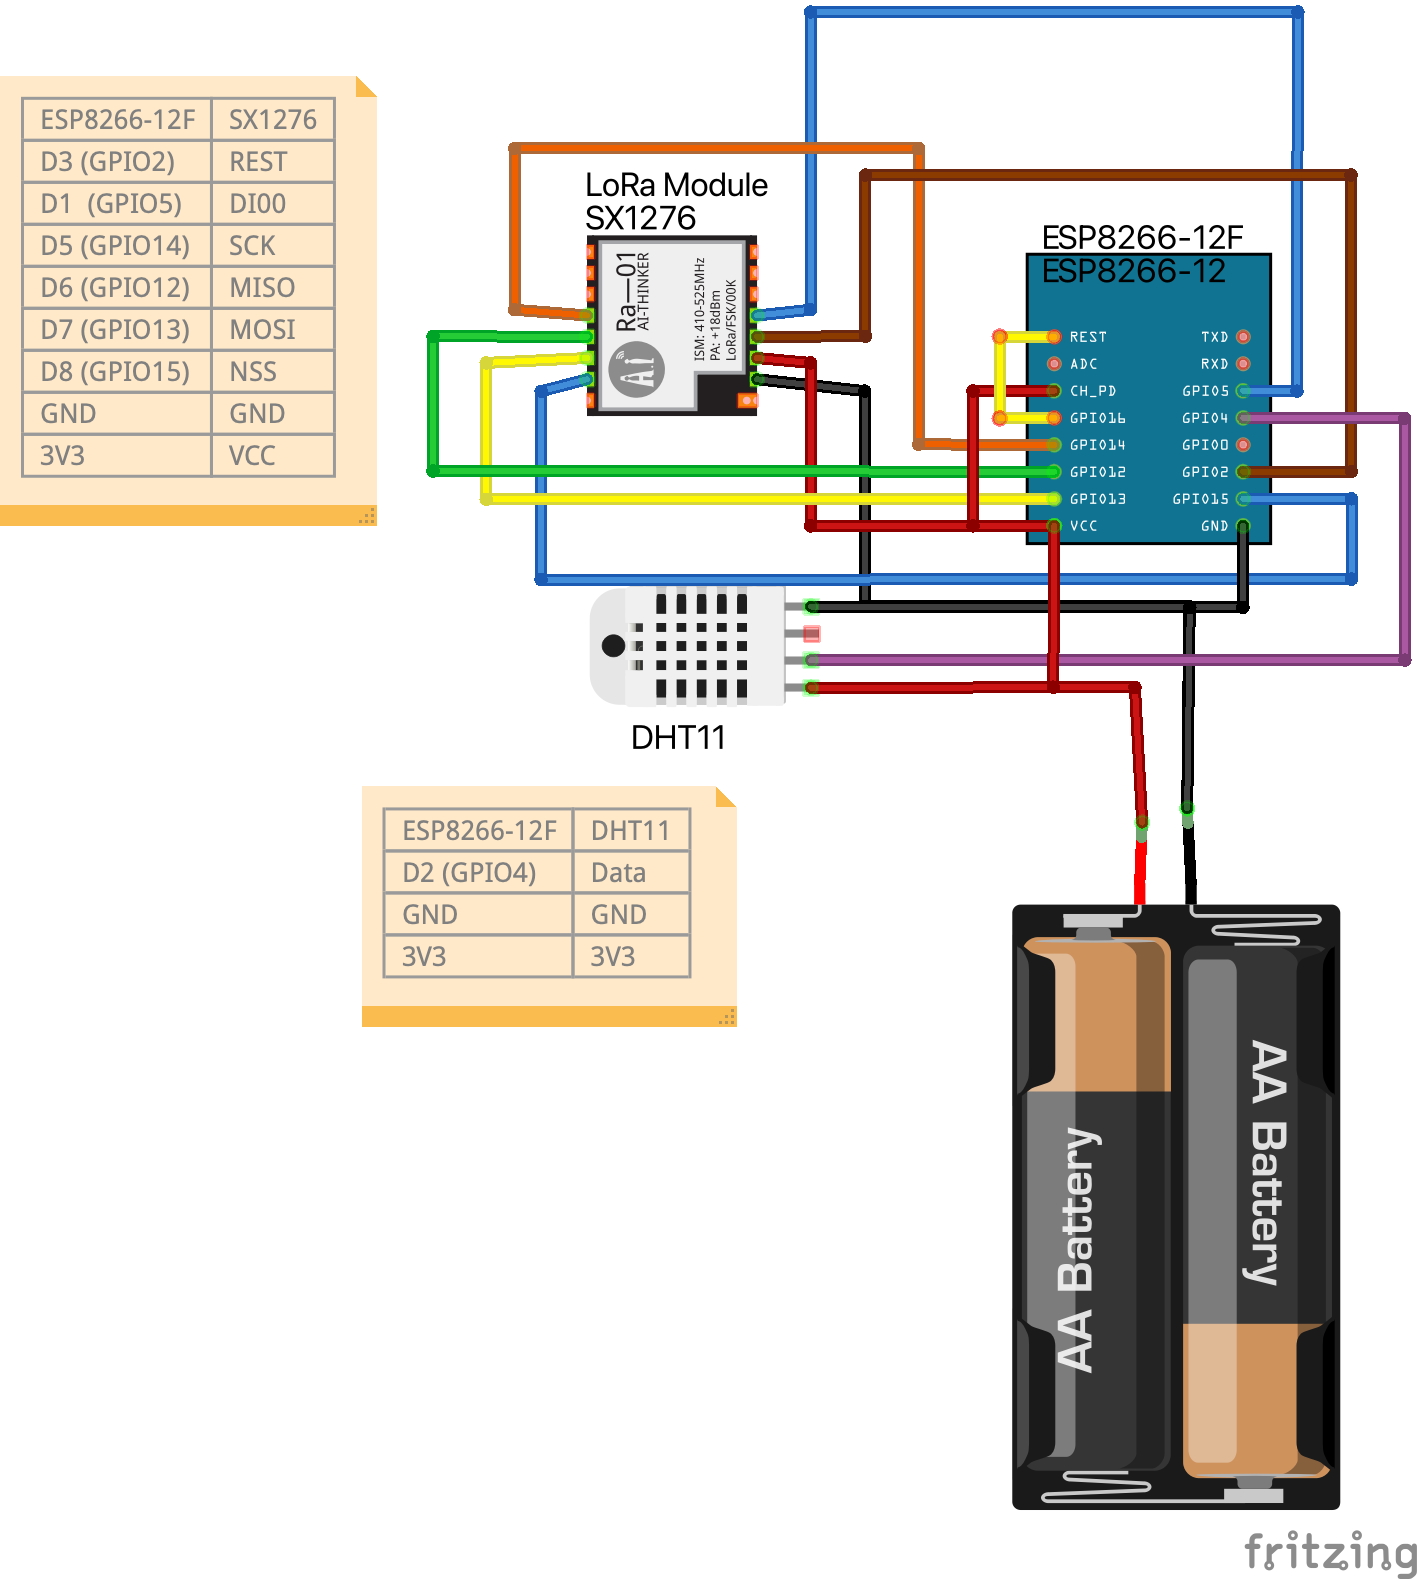 ESP8266-12F SX1276
D3 (GPIO2) REST
D1 (GPIO5) DI00
D5 (GPIO14) SCK
D6 (GPIO12) MISO
D7 (GPIO13) MOSI
D8 (GPIO15) NSS
GND GND
3V3 VCC
LoRa Module
SX1276
Ra—01
AI-THINKER
ISM: 410-525MHz
PA: +18dBm
LoRa/FSK/00K
Ai
ESP8266-12F
ESP8266-12
REST TXD
ADC RXD
CH_PD GPIO5
GPIO16 GPIO4
GPIO14 GPIO0
GPIO12 GPIO2
GPIO13 GPIO15
VCC GND
DHT11
ESP8266-12F DHT11
D2 (GPIO4) Data
GND GND
3V3 3V3
AA Battery
AA Battery
fritzing